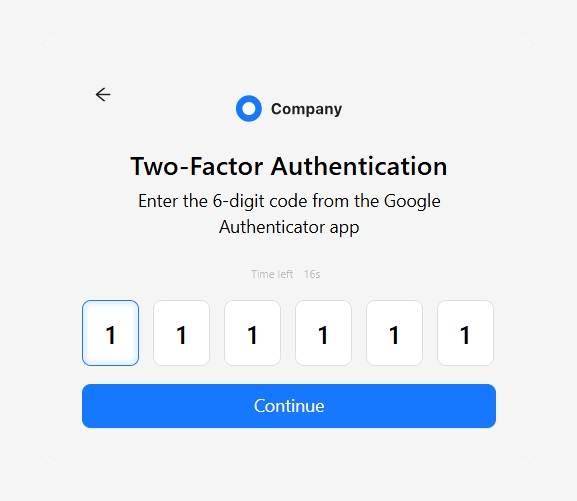 Company
Two-Factor Authentication
Enter the 6-digit code from the Google
Authenticator app
Time left 16s
1 1 1 1 1 1
Continue